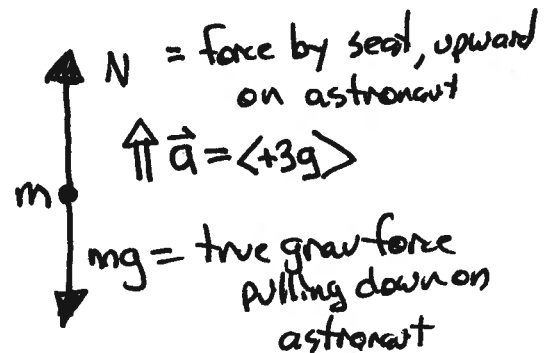 N = force by seat, upward
on astronaut
a⃗ = <+3g>
m
mg = true grav force
pulling down on
astronaut